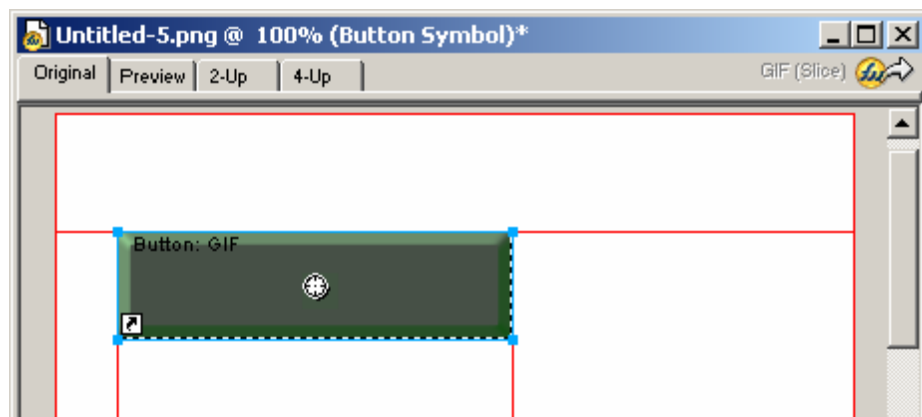 Untitled-5.png @ 100% (Button Symbol)*
Original Preview 2-Up 4-Up GIF (Slice)
Button: GIF